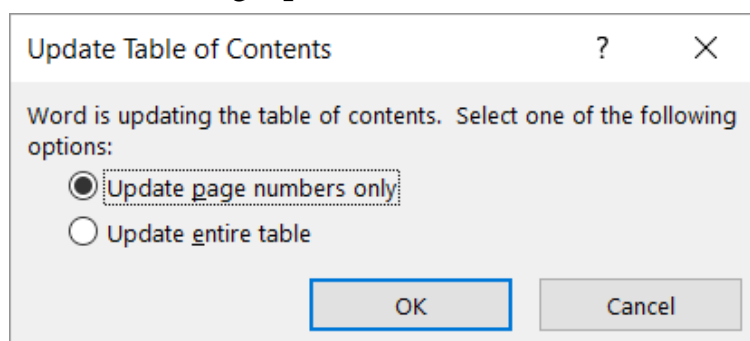 Update Table of Contents ?
Word is updating the table of contents. Select one of the following
options:
Update page numbers only
Update entire table
OK Cancel